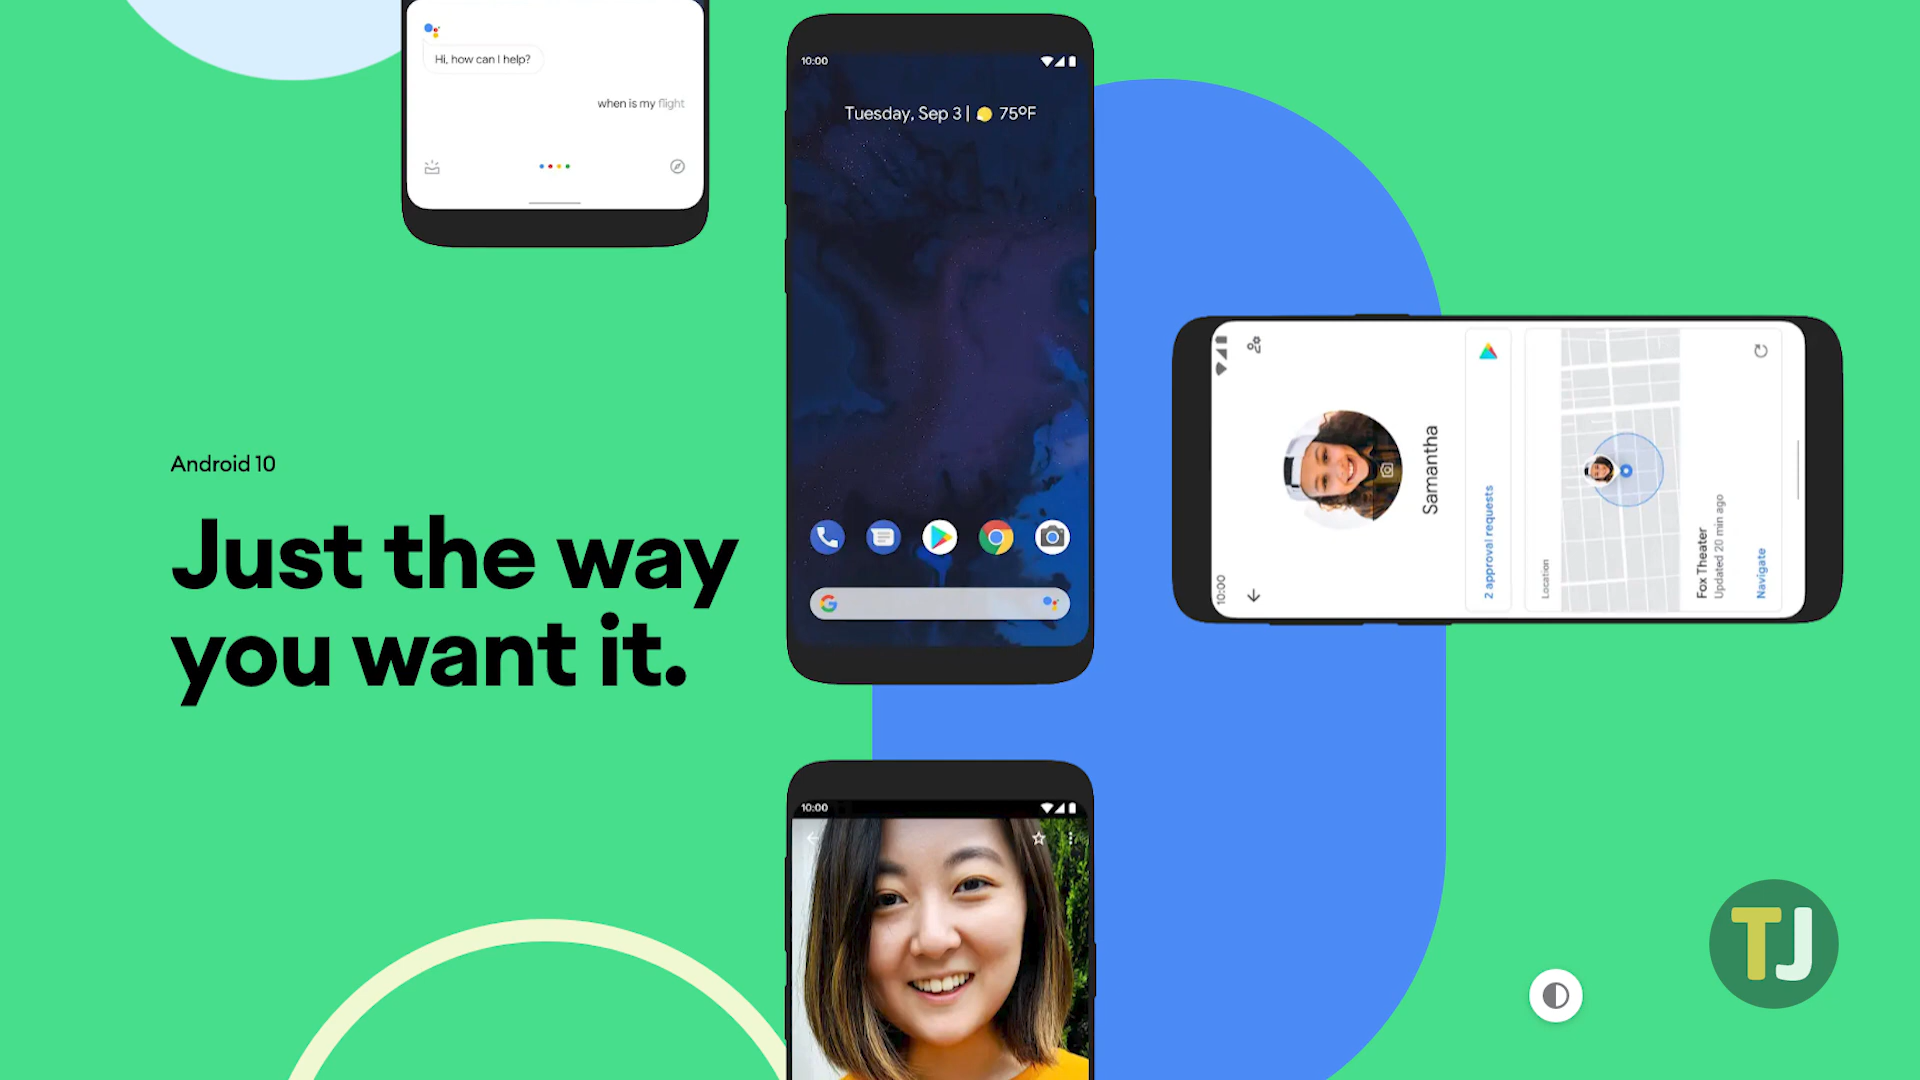 Hi, how can I help?
when is my flight
10:00
Tuesday, Sep 3 | 75°F
G
Android 10
Just the way
you want it.
10:00
Samantha
2 approval requests
Location
Fox Theater
Updated 20 min ago
Navigate
10:00
TJ